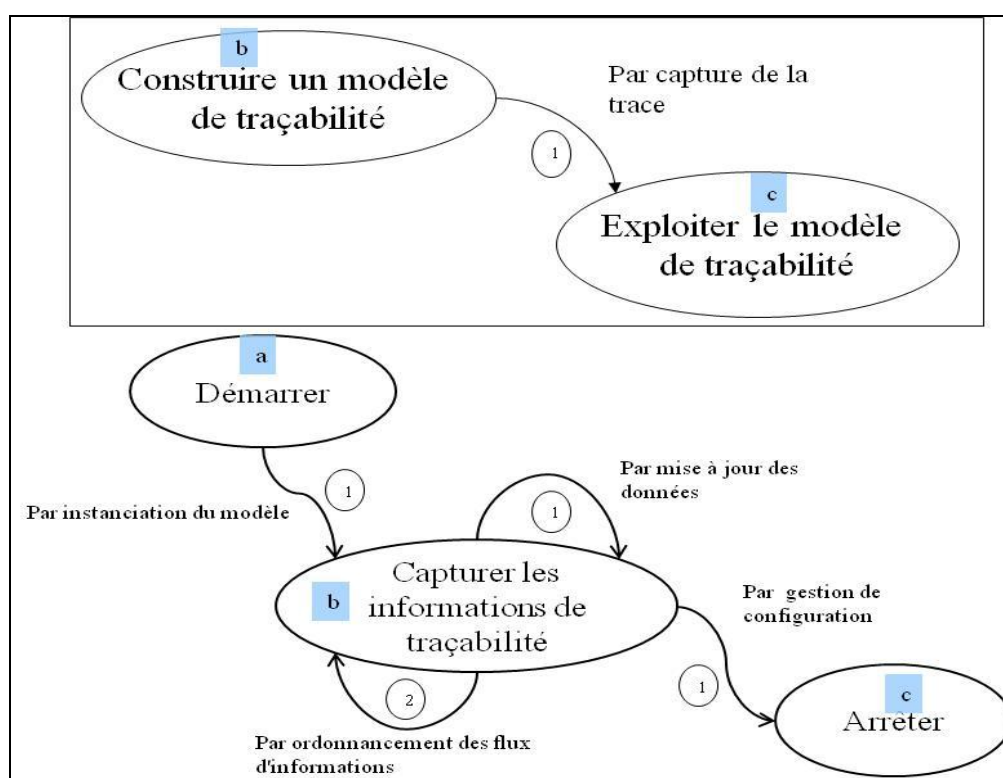 b
Construire un modèle
de traçabilité
Par capture de la
trace
1
c
Exploiter le modèle
de traçabilité
a
Démarrer
1
Par instanciation du modèle
Par mise à jour des
données
1
Capturer les
b
informations de
traçabilité
Par gestion de
configuration
1
2
c
Arrêter
Par ordonnancement des flux
d'informations